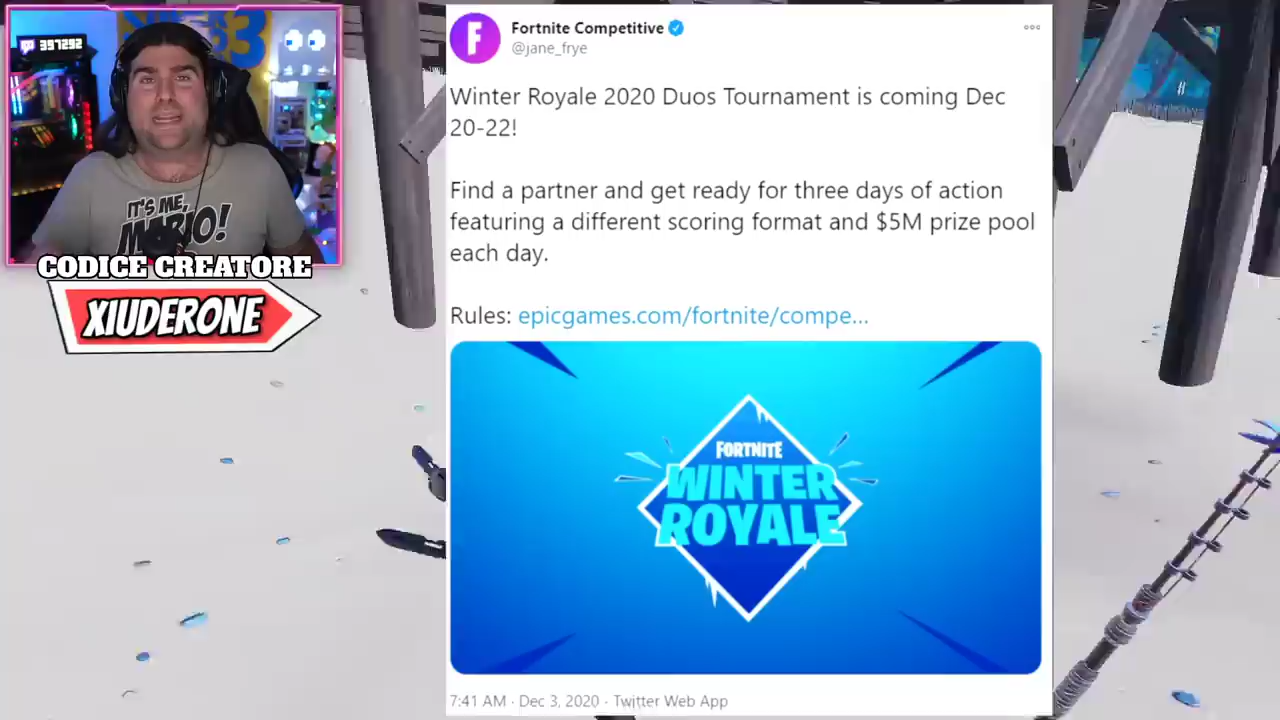 397292
IT'S ME,
MARIO!
CODICE CREATORE
XIUDERONE
Fortnite Competitive
@jane_frye
Winter Royale 2020 Duos Tournament is coming Dec
20-22!
Find a partner and get ready for three days of action
featuring a different scoring format and $5M prize pool
each day.
Rules: epicgames.com/fortnite/compe...
FORTNITE
WINTER
ROYALE
7:41 AM · Dec 3, 2020 · Twitter Web App